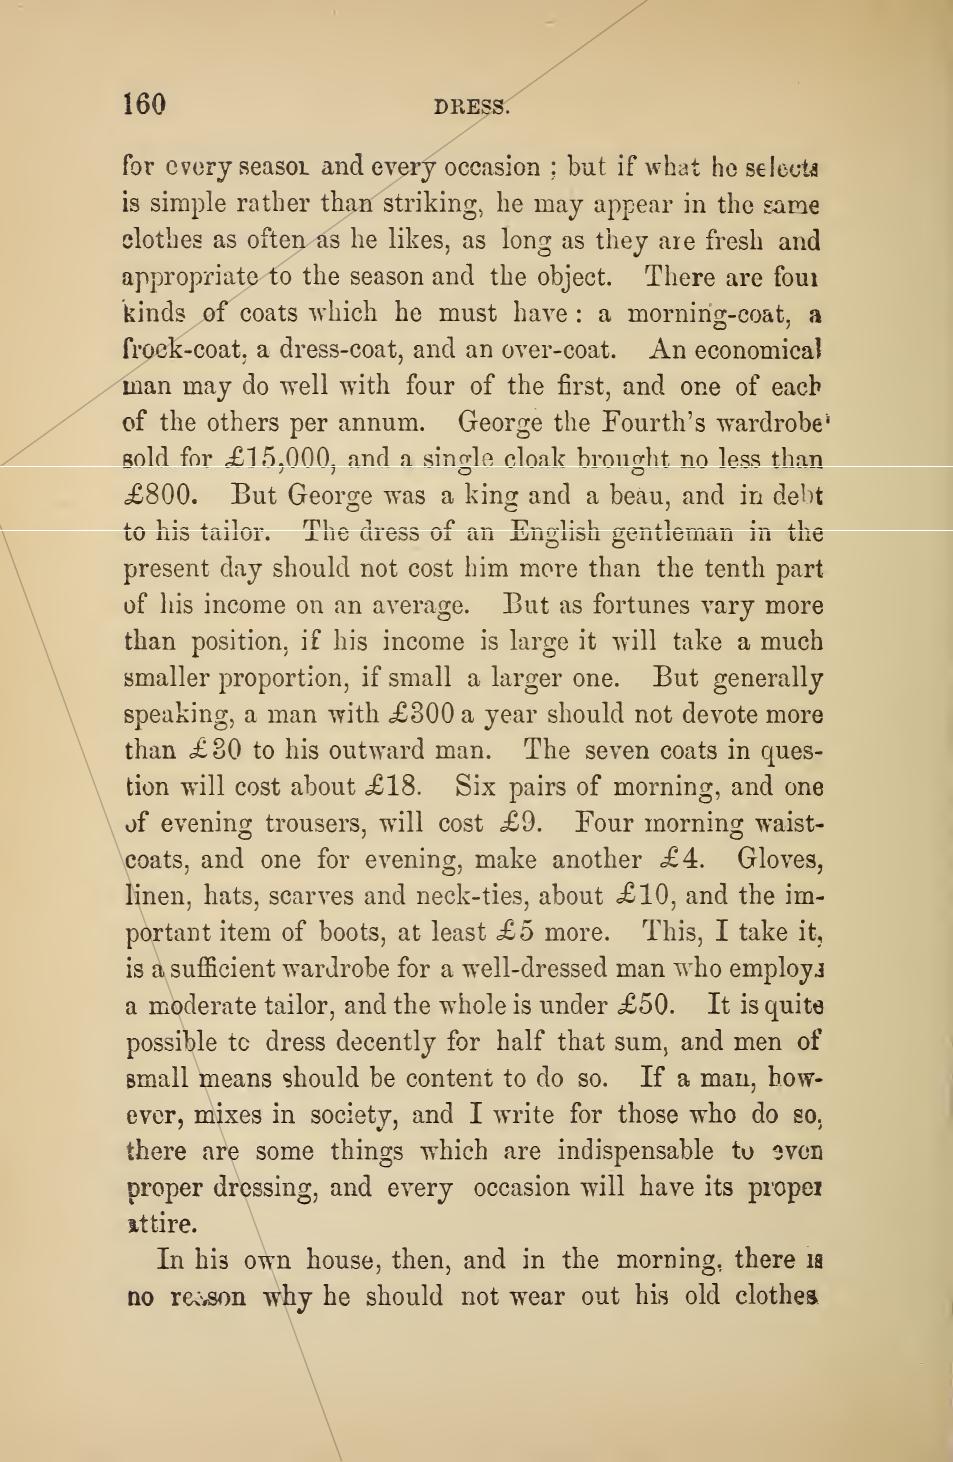 160 DRESS.
for every season and every occasion ; but if what he selects
is simple rather than striking, he may appear in the same
clothes as often as he likes, as long as they are fresh and
appropriate to the season and the object. There are four
kinds of coats which he must have : a morning-coat, a
frock-coat, a dress-coat, and an over-coat. An economical
man may do well with four of the first, and one of each
of the others per annum. George the Fourth's wardrobe
sold for £15,000, and a single cloak brought no less than
£800. But George was a king and a beau, and in debt
to his tailor. The dress of an English gentleman in the
present day should not cost him more than the tenth part
of his income on an average. But as fortunes vary more
than position, if his income is large it will take a much
smaller proportion, if small a larger one. But generally
speaking, a man with £300 a year should not devote more
than £30 to his outward man. The seven coats in ques-
tion will cost about £18. Six pairs of morning, and one
of evening trousers, will cost £9. Four morning waist-
coats, and one for evening, make another £4. Gloves,
linen, hats, scarves and neck-ties, about £10, and the im-
portant item of boots, at least £5 more. This, I take it,
is a sufficient wardrobe for a well-dressed man who employs
a moderate tailor, and the whole is under £50. It is quite
possible to dress decently for half that sum, and men of
small means should be content to do so. If a man, how-
ever, mixes in society, and I write for those who do so,
there are some things which are indispensable to even
proper dressing, and every occasion will have its proper
attire.
In his own house, then, and in the morning, there is
no reason why he should not wear out his old clothes